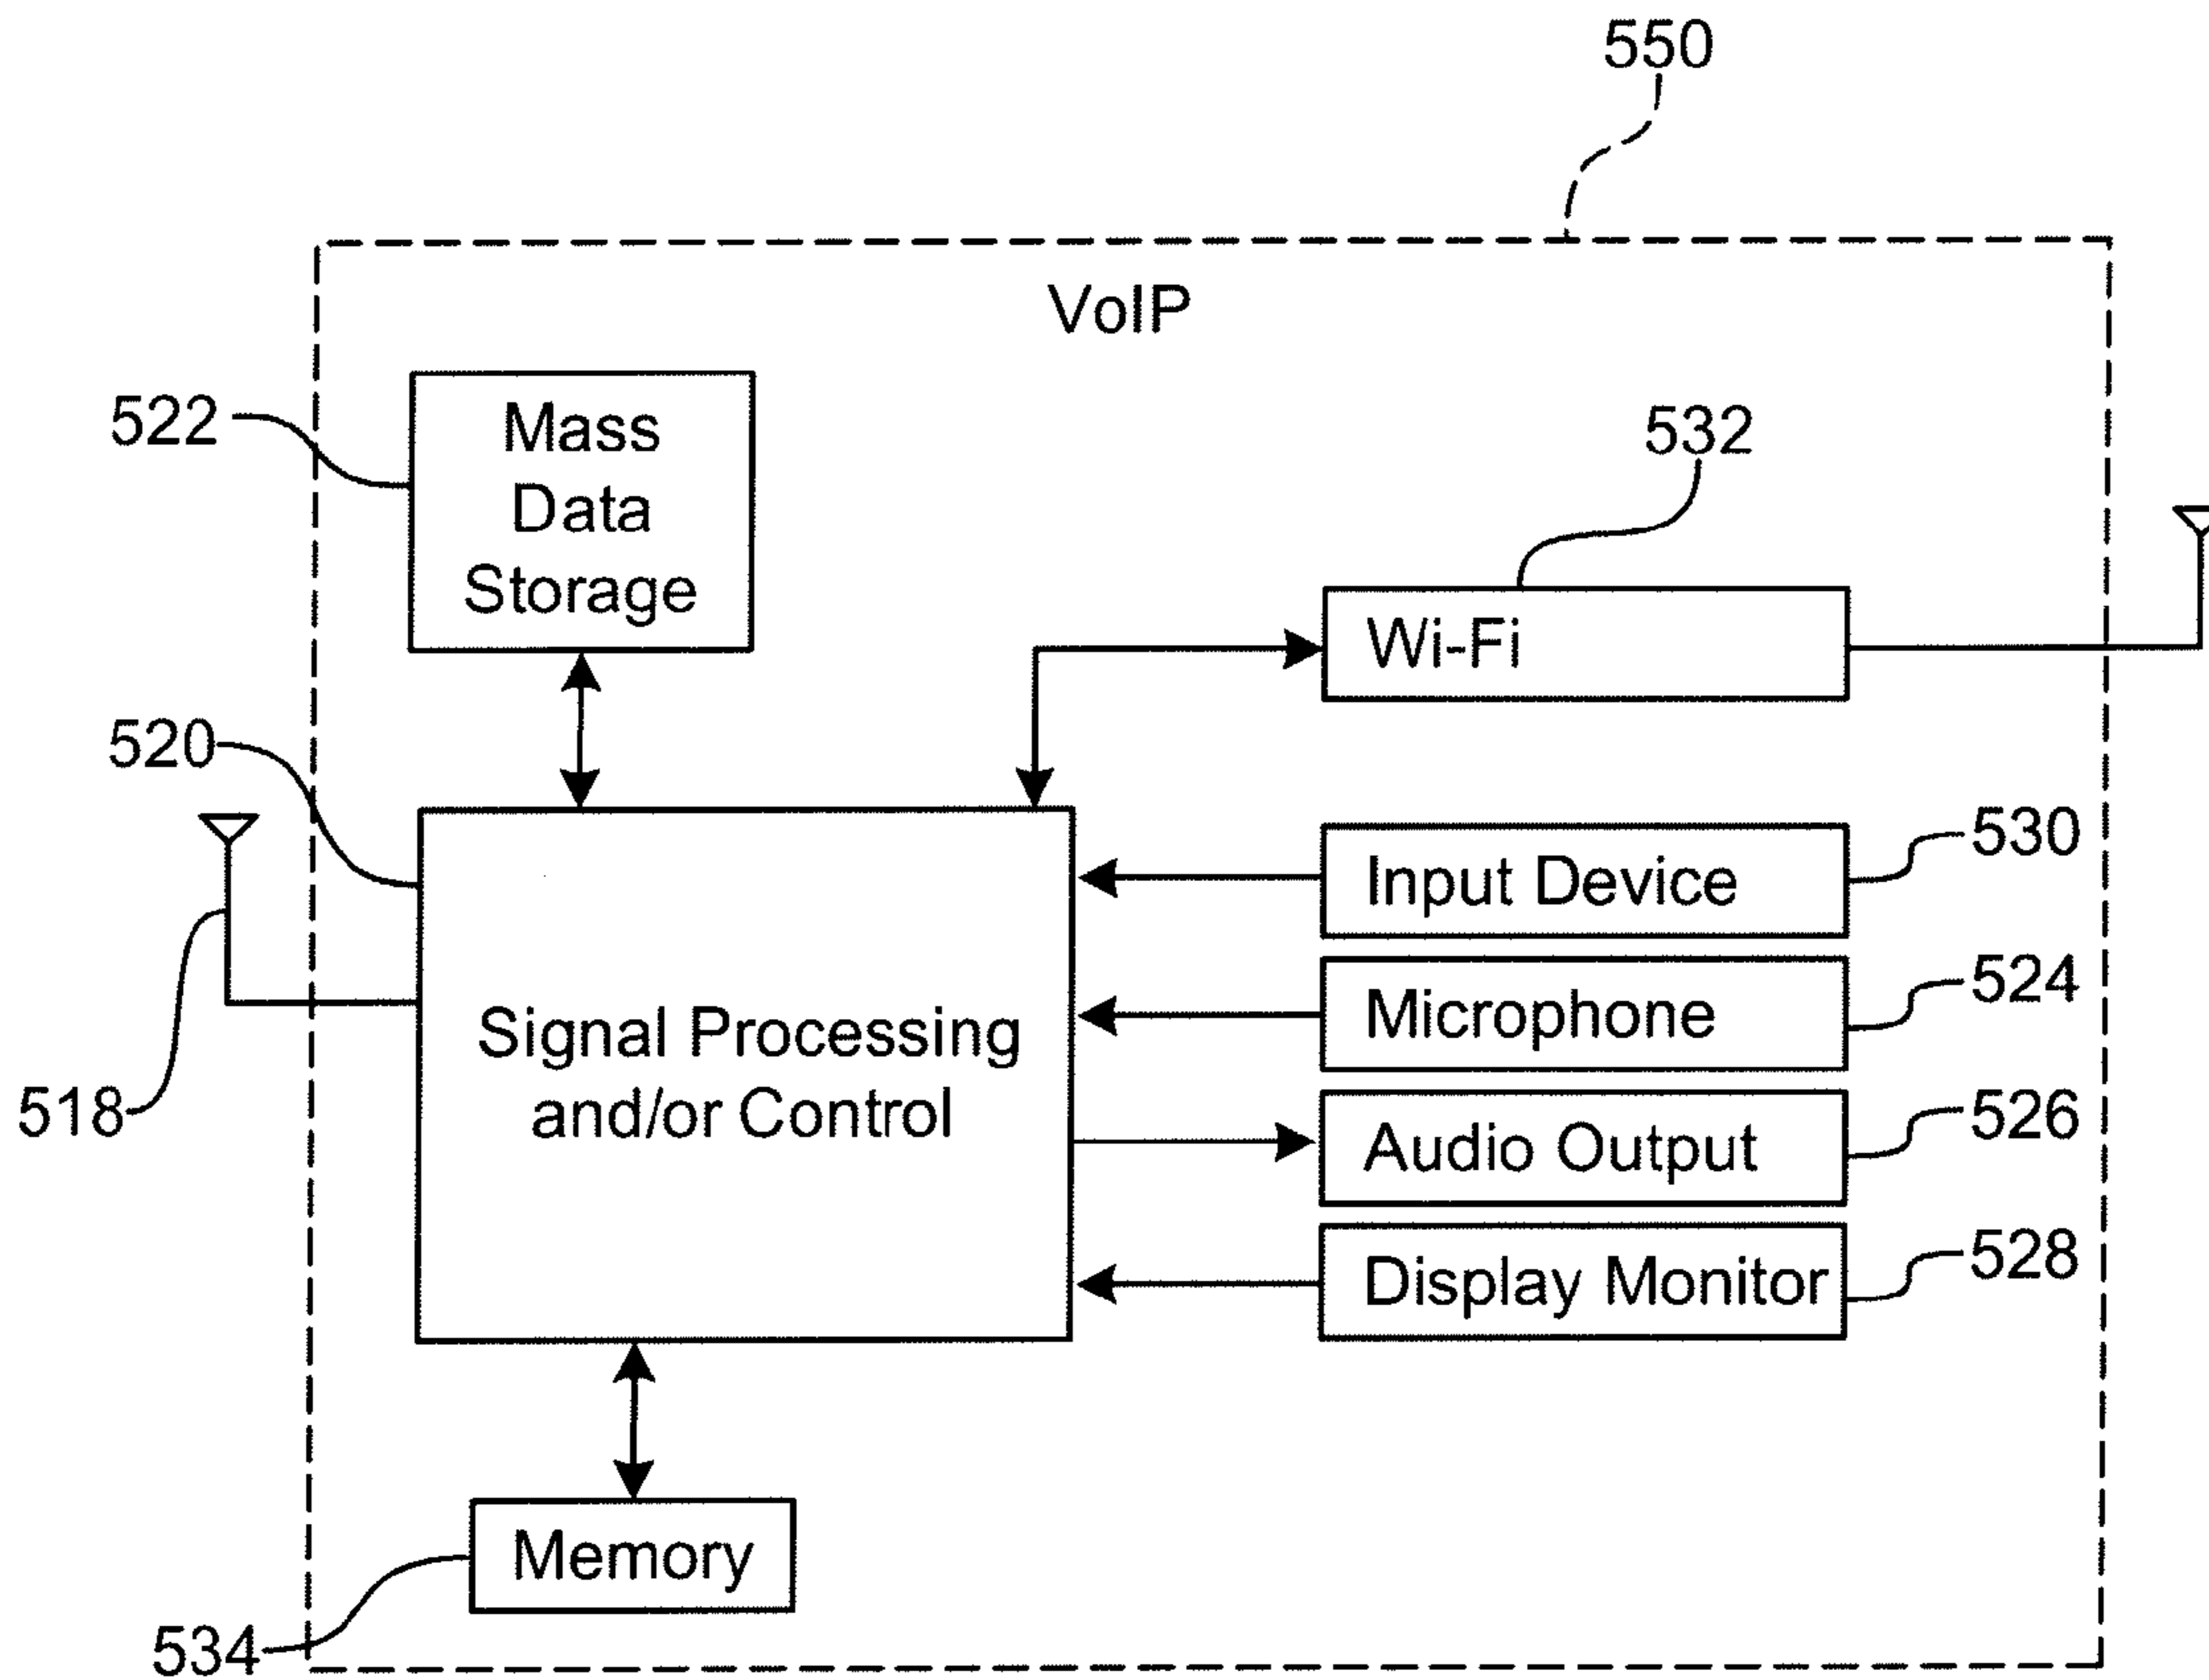 550
VoIP
522
Mass
Data
Storage
532
Wi-Fi
520
530
Input Device
524
Microphone
Signal Processing
and/or Control
518
526
Audio Output
528
Display Monitor
Memory
534